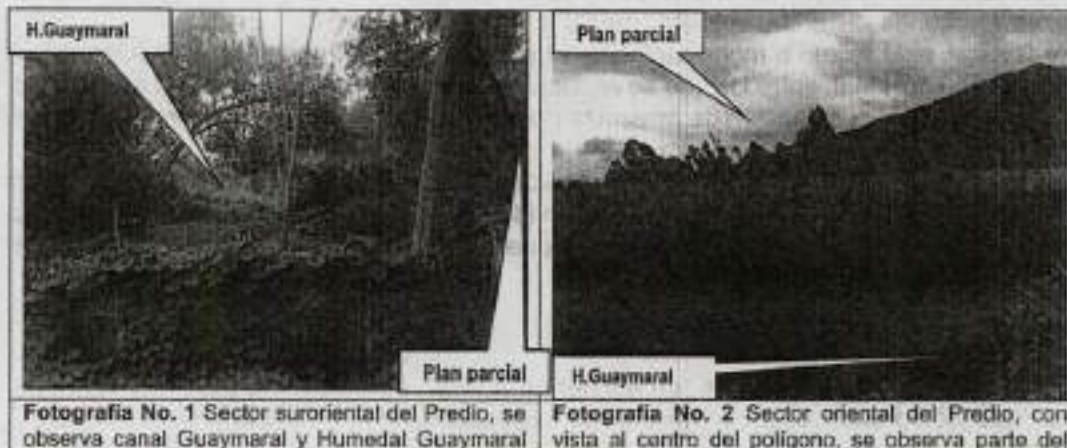 H.Guaymaral
Plan parcial
Plan parcial
H.Guaymaral
Fotografía No. 1 Sector suroriental del Predio, se
observa canal Guaymaral y Humedal Guaymaral
Fotografía No. 2 Sector oriental del Predio, con
vista al centro del polígono, se observa parte del